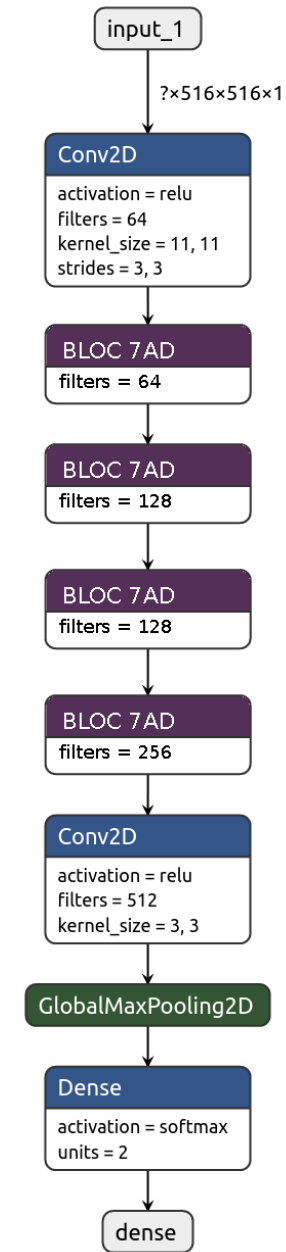 input_1
?×516×516×1
Conv2D
activation = relu
filters = 64
kernel_size = 11, 11
strides = 3, 3
BLOC 7AD
filters = 64
BLOC 7AD
filters = 128
BLOC 7AD
filters = 128
BLOC 7AD
filters = 256
Conv2D
activation = relu
filters = 512
kernel_size = 3, 3
GlobalMaxPooling2D
Dense
activation = softmax
units = 2
dense